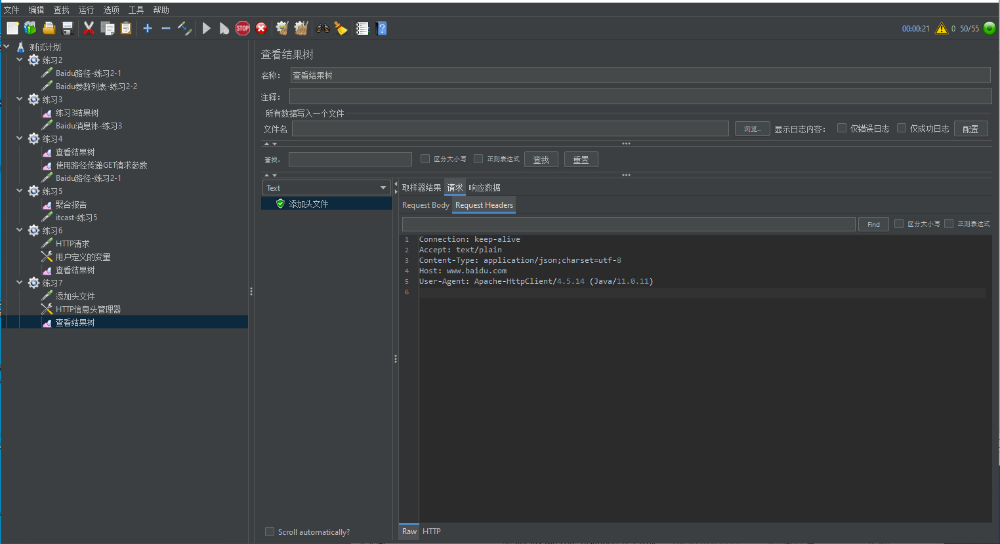 文件 编辑 查找 运行 选项 工具 帮助
STOP
00:00:21 0 50/55
测试计划
练习2
Baidu路径-练习2-1
Baidu参数列表-练习2-2
练习3
练习3结果树
Baidu消息体-练习3
练习4
查看结果树
使用路径传递GET请求参数
Baidu路径-练习2-1
练习5
聚合报告
itcast-练习5
练习6
HTTP请求
用户定义的变量
查看结果树
练习7
添加头文件
HTTP信息头管理器
查看结果树
查看结果树
名称： 查看结果树
注释：
所有数据写入一个文件
文件名 浏览... 显示日志内容： 仅错误日志 仅成功日志 配置
查找: 区分大小写 正则表达式 查找 重置
Text
添加头文件
Scroll automatically?
取样器结果 请求 响应数据
Request Body Request Headers
Find 区分大小写 正则表达式
1 Connection: keep-alive
2 Accept: text/plain
3 Content-Type: application/json;charset=utf-8
4 Host: www.baidu.com
5 User-Agent: Apache-HttpClient/4.5.14 (Java/11.0.11)
6
Raw HTTP